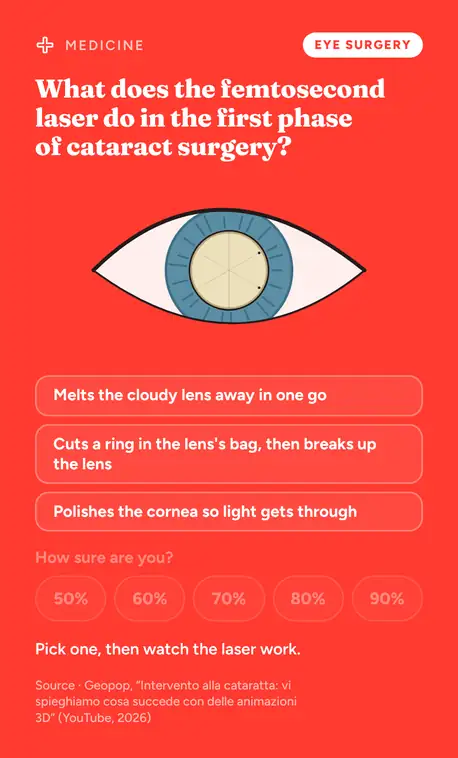 MEDICINE
EYE SURGERY
What does the femtosecond
laser do in the first phase
of cataract surgery?
Melts the cloudy lens away in one go
Cuts a ring in the lens's bag, then breaks up
the lens
Polishes the cornea so light gets through
How sure are you?
50%
60%
70%
80%
90%
Pick one, then watch the laser work.
Source · Geopop, “Intervento alla cataratta: vi
spieghiamo cosa succede con delle animazioni
3D” (YouTube, 2026)